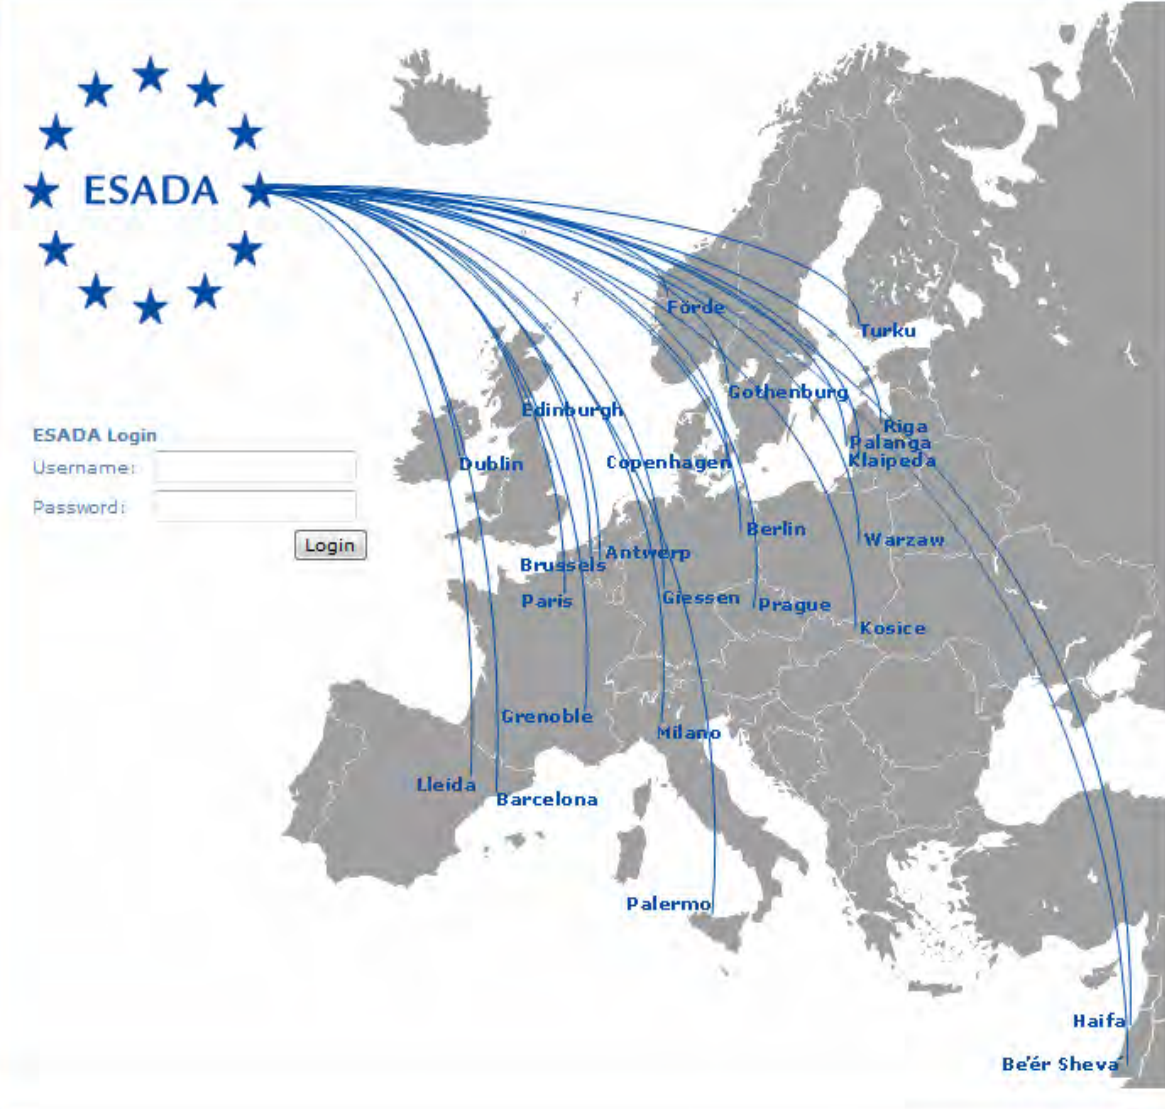 ESADA
Förde
Turku
Gothenburg
Edinburgh
Riga
ESADA Login
Palanga
Klaipeda
Username:
Dublin
Copenhagen
Password:
Berlin
Warzaw
Login
Antwerp
Brussels
Paris
Giessen
Prague
Kosice
Grenoble
Milano
Lleida
Barcelona
Palermo
Haifa
Be'ér Sheva´